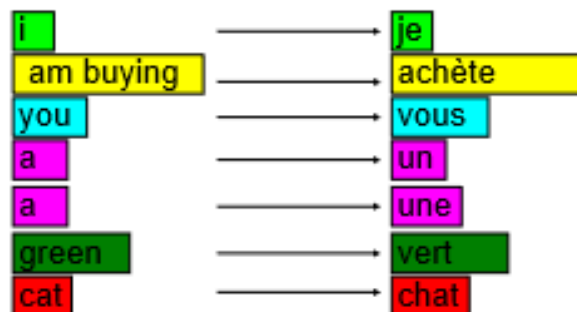 i je
am buying achète
you vous
a un
a une
green vert
cat chat